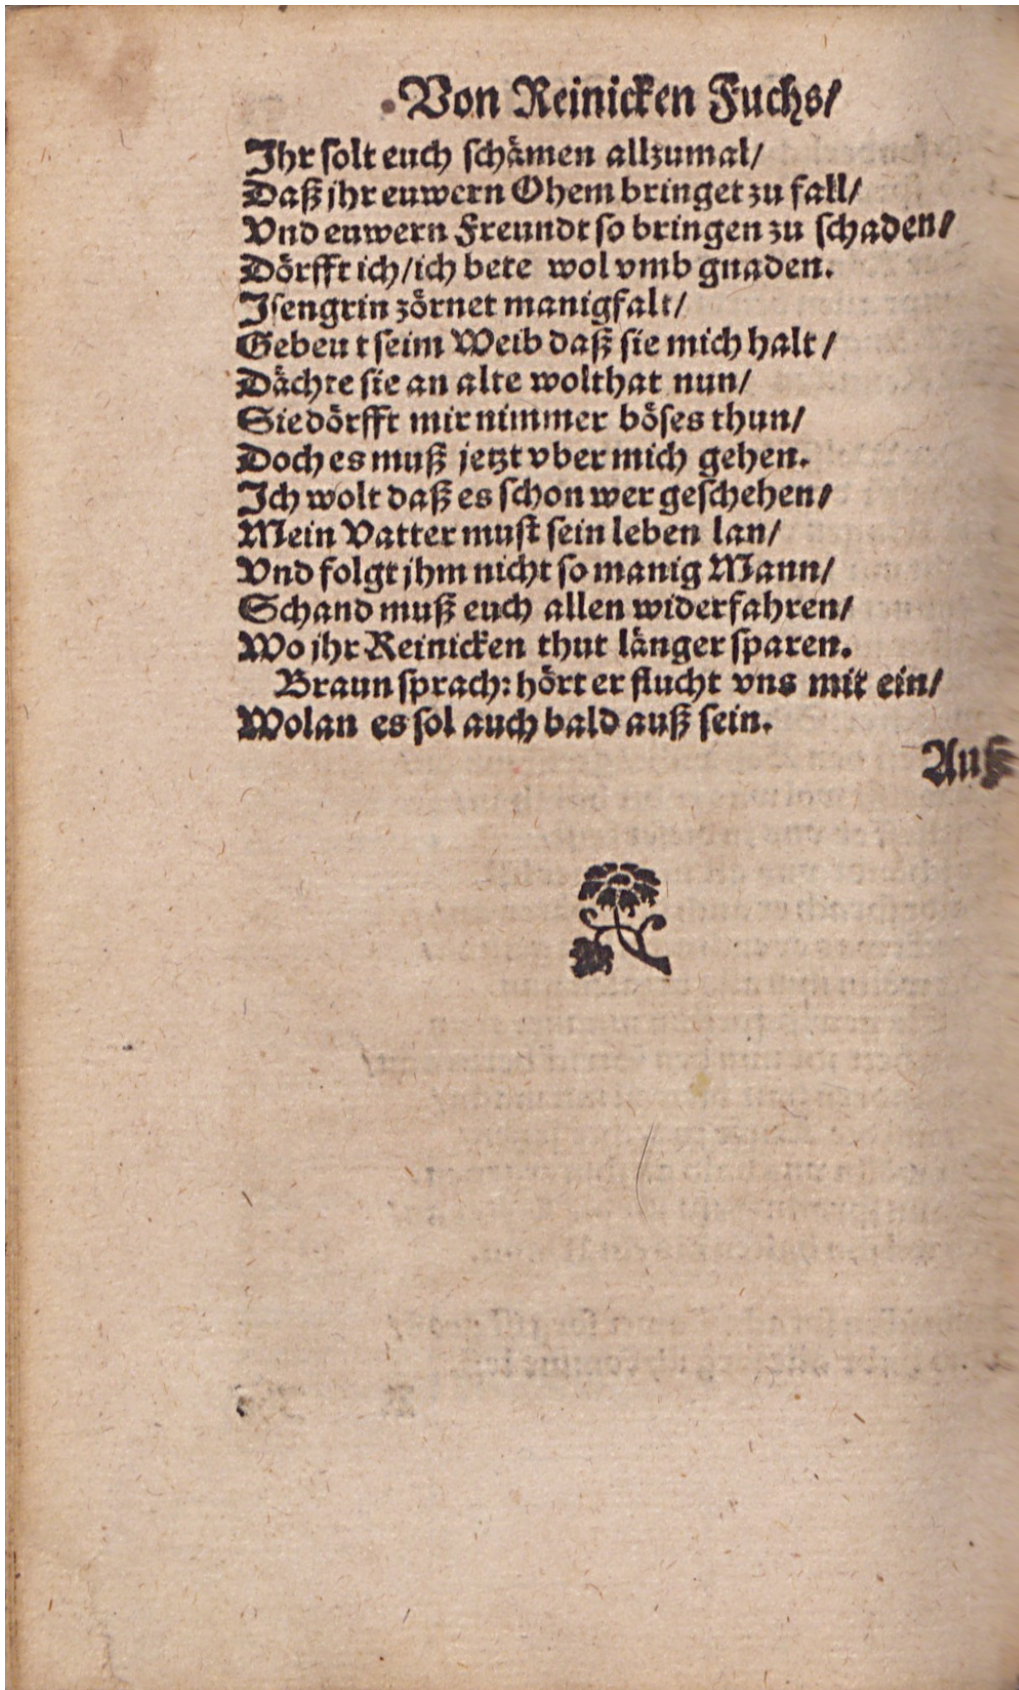 Von Reinicken Fuchs/
Ihr solt euch schämen allzumal/
Daß jhr euwern Ohem bringet zu fall/
Vnd euwern Freundt so bringen zu schaden/
Dörfft ich/ich bete wol vmb gnaden.
Isengrin zörnet manigfalt/
Gebeut seim Weib daß sie mich halt/
Dächte sie an alte wolthat nun/
Sie dörfft mir nimmer böses thun/
Doch es muß jetzt vber mich gehen.
Ich wolt daß es schon wer geschehen/
Mein Vatter must sein leben lan/
Vnd folgt jhm nicht so manig Mann/
Schand muß euch allen widerfahren/
Wo jhr Reinicken thut länger sparen.
Braun sprach: hört er flucht vns mit ein/
Wolan es sol auch bald auß sein.
Auß